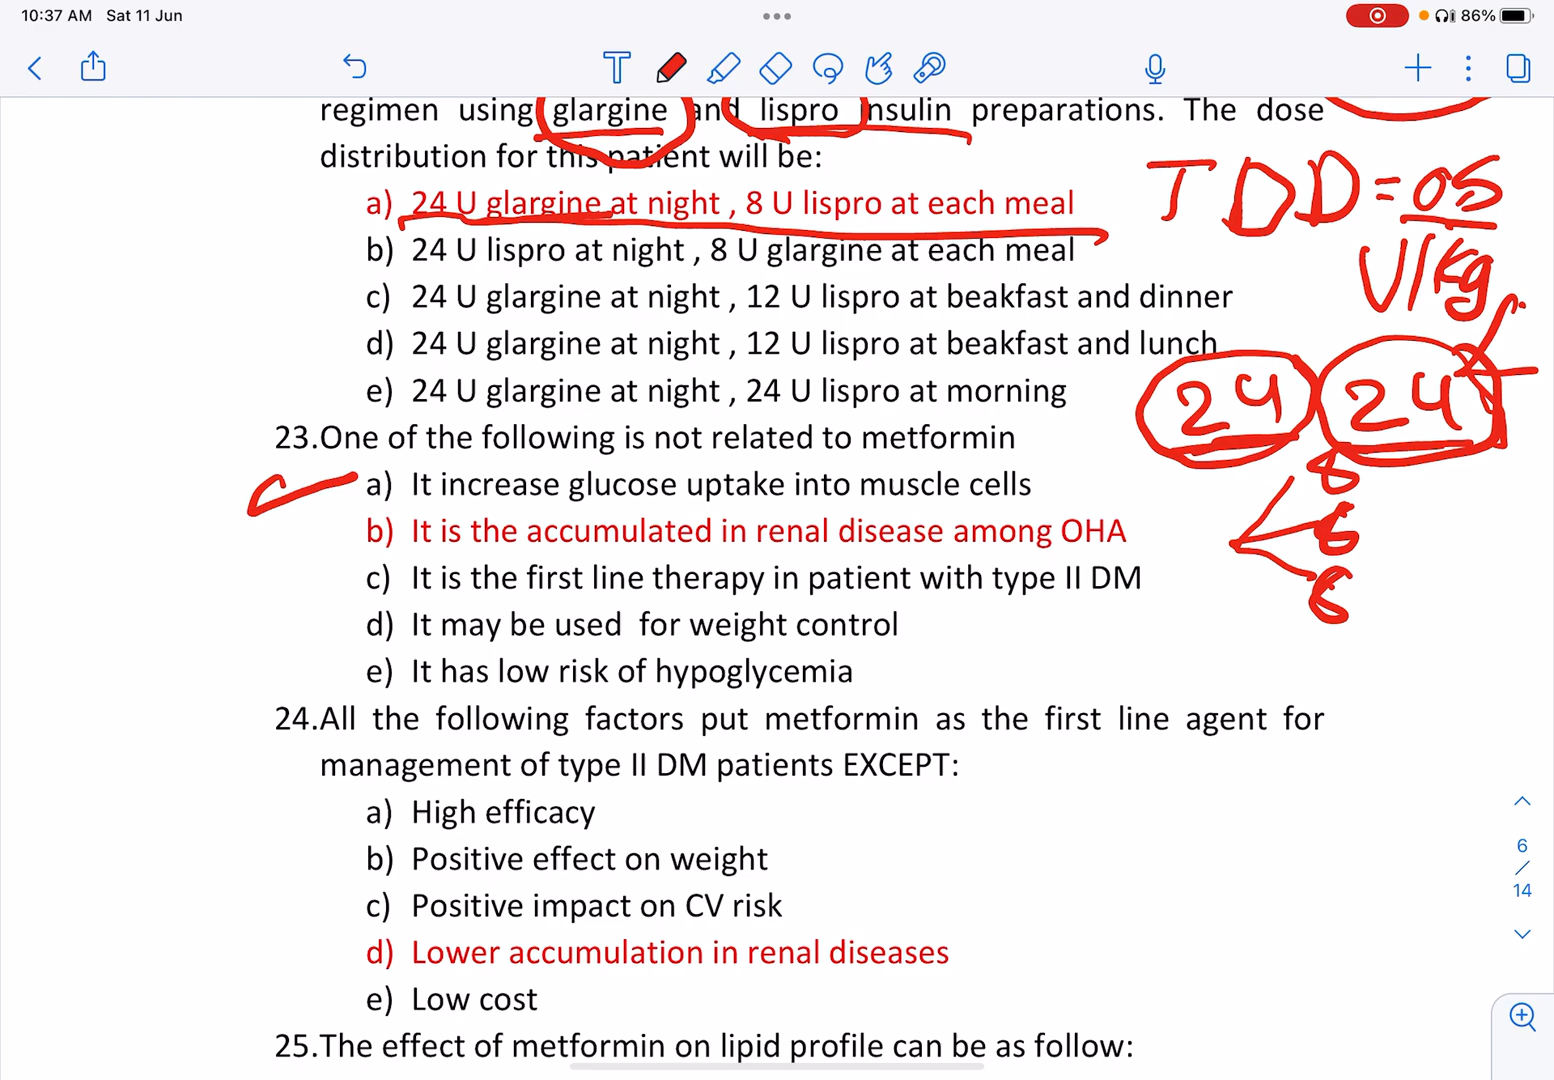 10:37 AM Sat 11 Jun
86%
regimen using glargine and lispro insulin preparations. The dose
distribution for this patient will be:
a) 24 U glargine at night , 8 U lispro at each meal
b) 24 U lispro at night , 8 U glargine at each meal
c) 24 U glargine at night , 12 U lispro at beakfast and dinner
d) 24 U glargine at night , 12 U lispro at beakfast and lunch
e) 24 U glargine at night , 24 U lispro at morning
TDD = 05
U/kg
24 24
8
8
8
23.One of the following is not related to metformin
a) It increase glucose uptake into muscle cells
b) It is the accumulated in renal disease among OHA
c) It is the first line therapy in patient with type II DM
d) It may be used for weight control
e) It has low risk of hypoglycemia
24.All the following factors put metformin as the first line agent for
management of type II DM patients EXCEPT:
a) High efficacy
b) Positive effect on weight
c) Positive impact on CV risk
d) Lower accumulation in renal diseases
e) Low cost
25.The effect of metformin on lipid profile can be as follow:
6
/
14